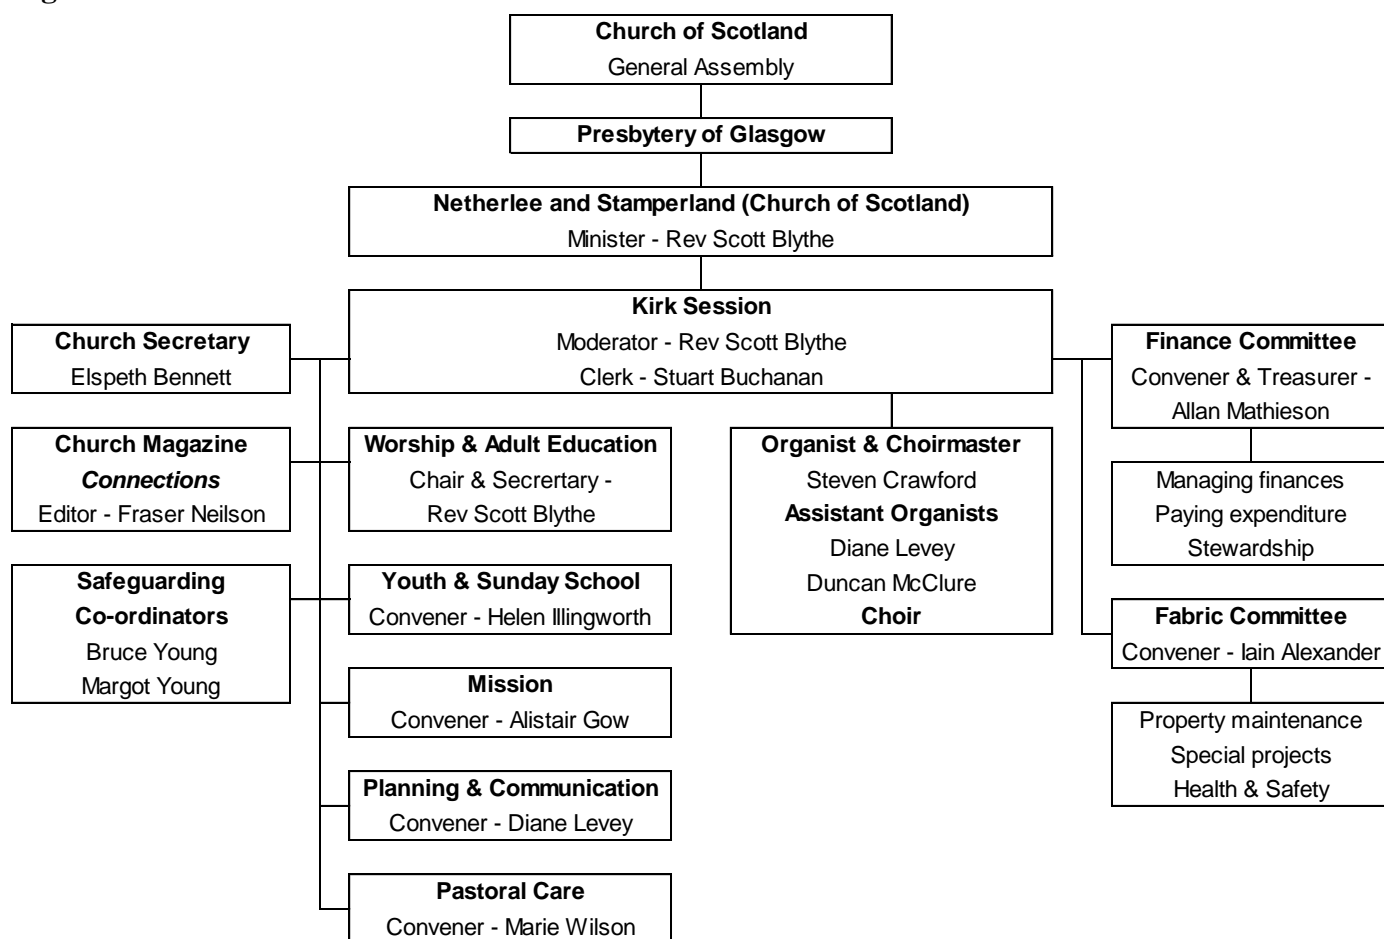 Church of Scotland
General Assembly
Presbytery of Glasgow
Netherlee and Stamperland (Church of Scotland)
Minister - Rev Scott Blythe
Kirk Session
Moderator - Rev Scott Blythe
Clerk - Stuart Buchanan
Church Secretary
Elspeth Bennett
Finance Committee
Convener & Treasurer -
Allan Mathieson
Church Magazine
Connections
Editor - Fraser Neilson
Worship & Adult Education
Chair & Secrertary -
Rev Scott Blythe
Organist & Choirmaster
Steven Crawford
Assistant Organists
Diane Levey
Duncan McClure
Choir
Managing finances
Paying expenditure
Stewardship
Safeguarding
Co-ordinators
Bruce Young
Margot Young
Youth & Sunday School
Convener - Helen Illingworth
Fabric Committee
Convener - Iain Alexander
Mission
Convener - Alistair Gow
Property maintenance
Special projects
Health & Safety
Planning & Communication
Convener - Diane Levey
Pastoral Care
Convener - Marie Wilson